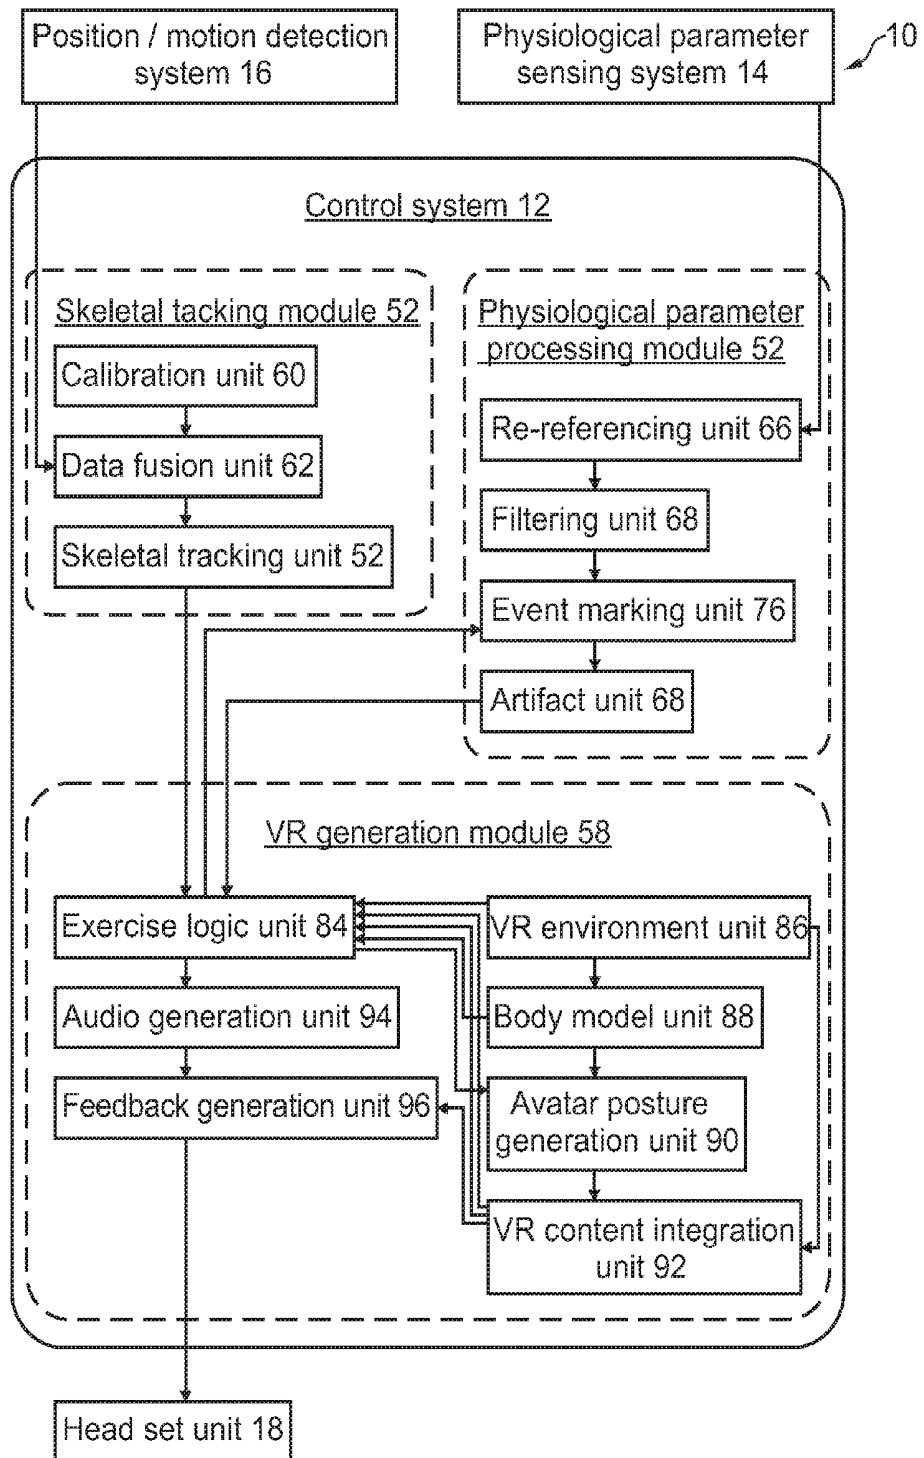 Position / motion detection
system 16
Physiological parameter
sensing system 14
10
Control system 12
Skeletal tacking module 52
Calibration unit 60
Data fusion unit 62
Skeletal tracking unit 52
Physiological parameter
processing module 52
Re-referencing unit 66
Filtering unit 68
Event marking unit 76
Artifact unit 68
VR generation module 58
Exercise logic unit 84
Audio generation unit 94
Feedback generation unit 96
VR environment unit 86
Body model unit 88
Avatar posture
generation unit 90
VR content integration
unit 92
Head set unit 18